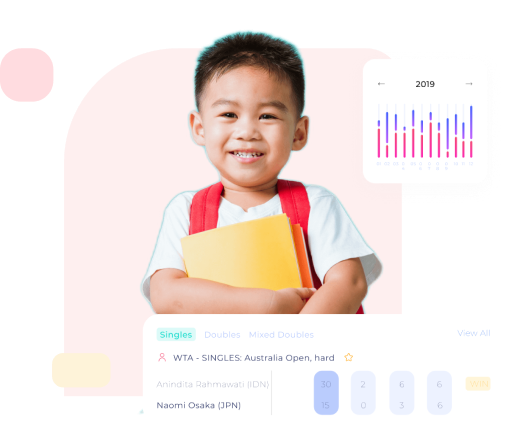 ← 2019 →
Singles Doubles Mixed Doubles View All
WTA - SINGLES: Australia Open, hard
Anindita Rahmawati (IDN) 30 2 6 6 WIN
Naomi Osaka (JPN) 15 0 3 6